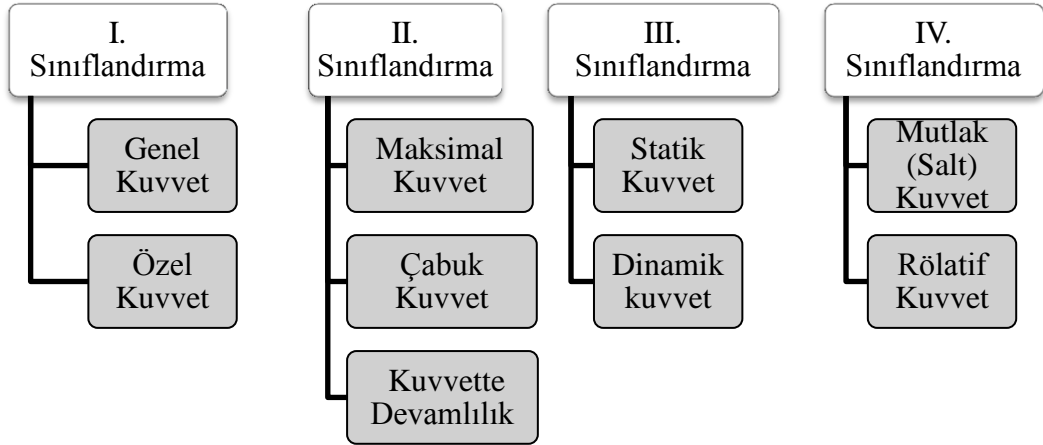 I.
Sınıflandırma
Genel
Kuvvet
Özel
Kuvvet
II.
Sınıflandırma
Maksimal
Kuvvet
Çabuk
Kuvvet
Kuvvette
Devamlılık
III.
Sınıflandırma
Statik
Kuvvet
Dinamik
kuvvet
IV.
Sınıflandırma
Mutlak
(Salt)
Kuvvet
Rölatif
Kuvvet